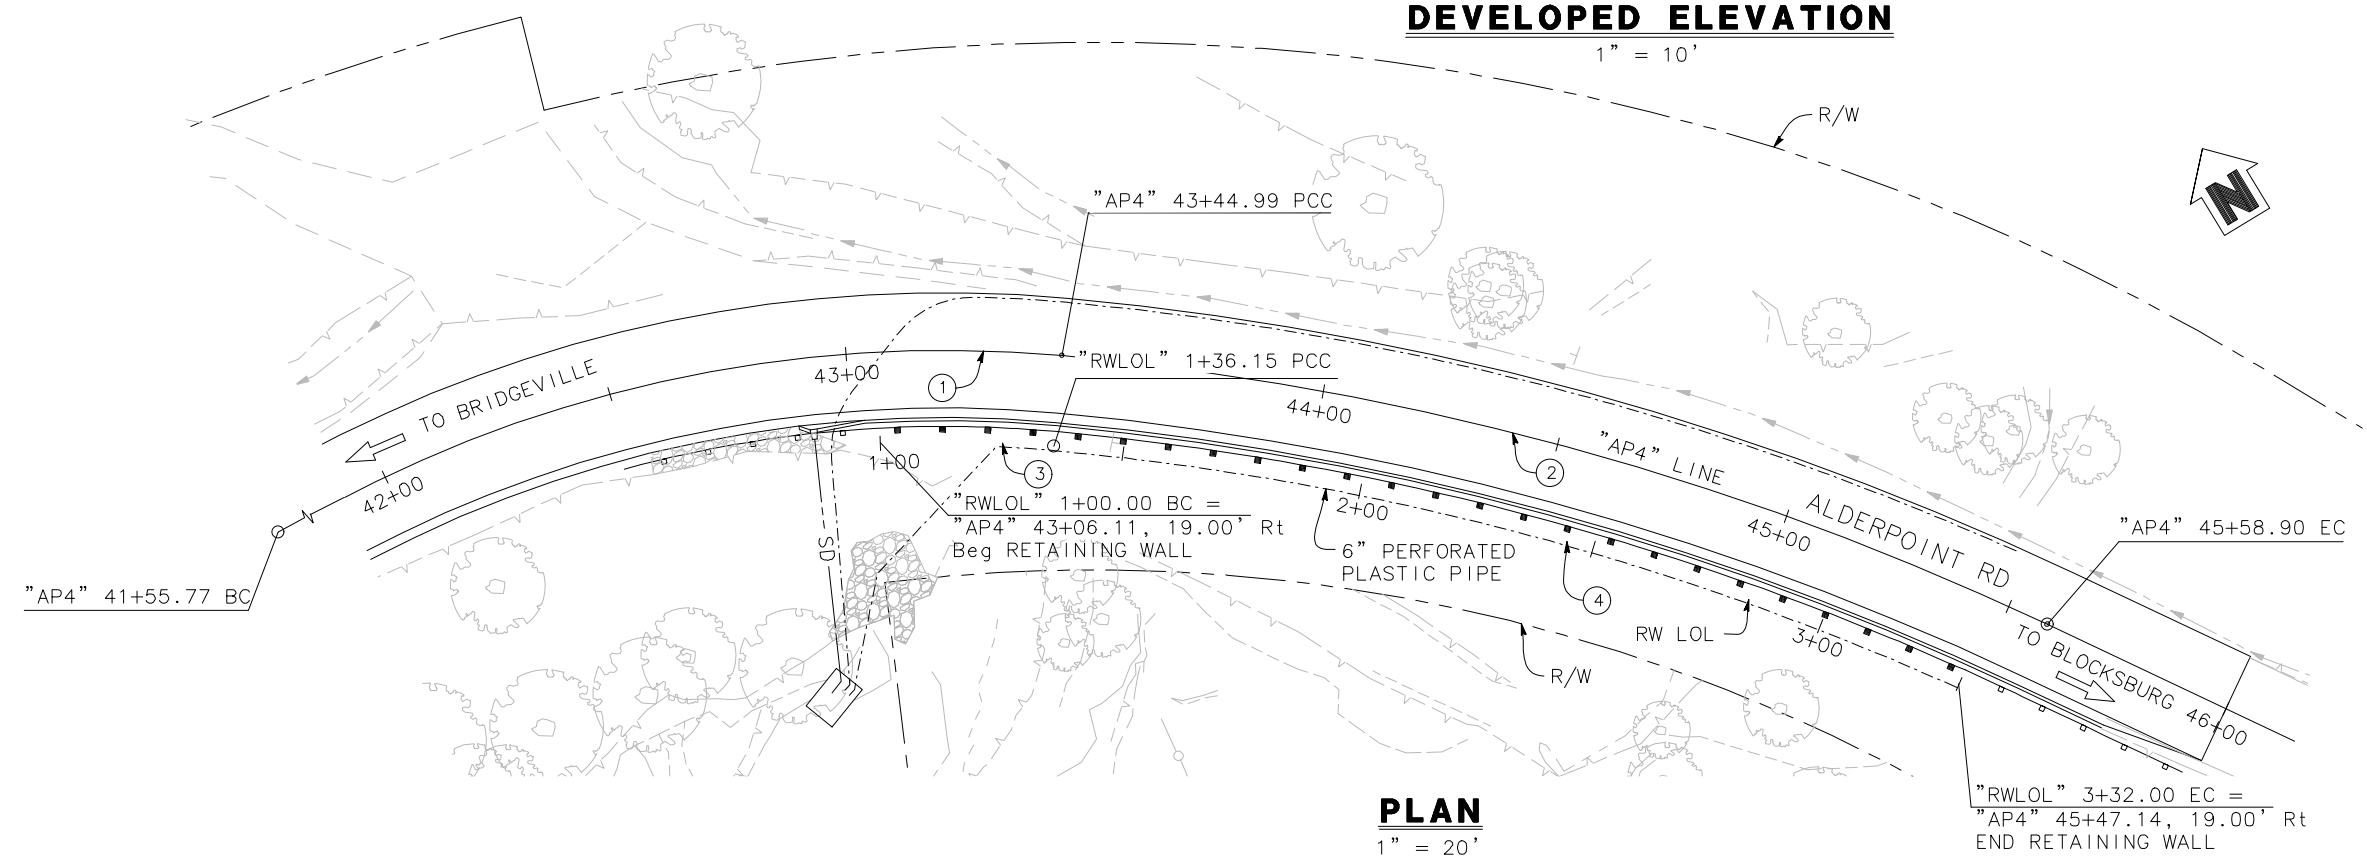 DEVELOPED ELEVATION
1" = 10'
R/W
N
"AP4" 43+44.99 PCC
"RWLOL" 1+36.15 PCC
TO BRIDGEVILLE
43+00
1
44+00
"AP4" LINE
2
ALDERPOINT RD
42+00
1+00
3
"RWLOL" 1+00.00 BC =
"AP4" 43+06.11, 19.00' Rt
Beg RETAINING WALL
2+00
45+00
"AP4" 45+58.90 EC
SD
6" PERFORATED
PLASTIC PIPE
4
"AP4" 41+55.77 BC
RW LOL
3+00
TO BLOCKSBURG
46+00
R/W
"RWLOL" 3+32.00 EC =
"AP4" 45+47.14, 19.00' Rt
END RETAINING WALL
PLAN
1" = 20'